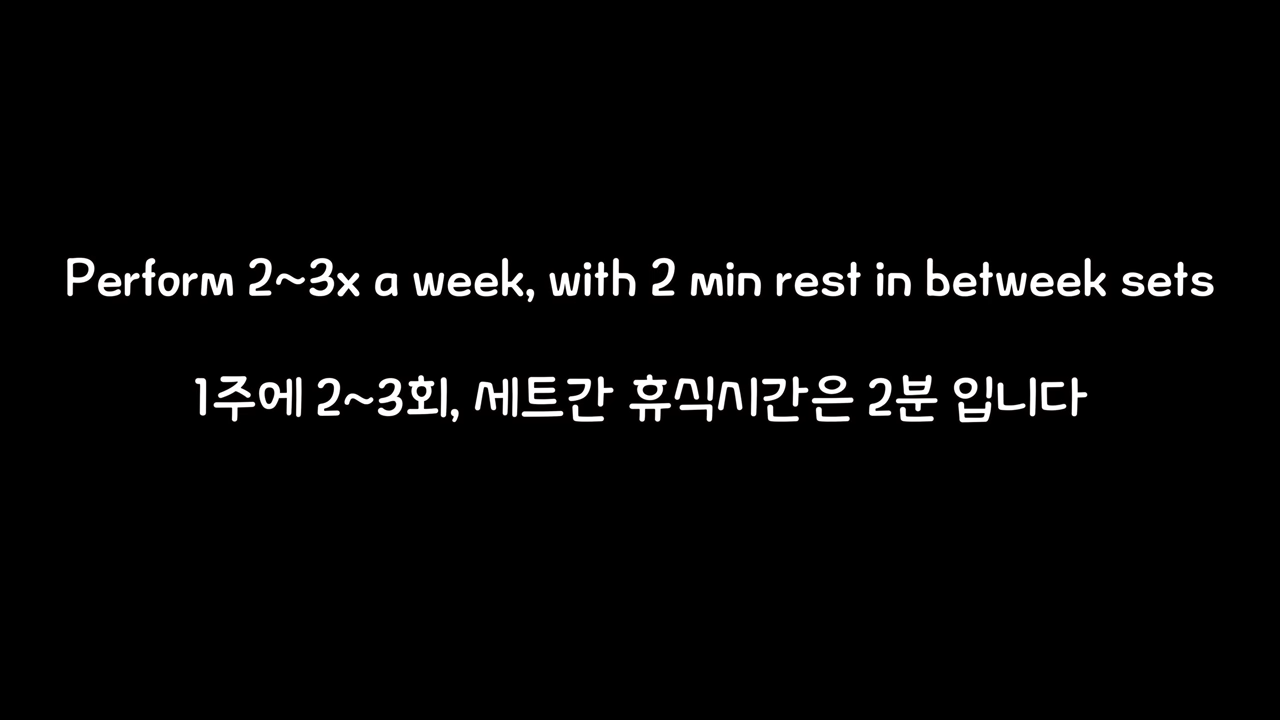 Perform 2~3x a week, with 2 min rest in betweek sets
1주에 2~3회, 세트간 휴식시간은 2분 입니다